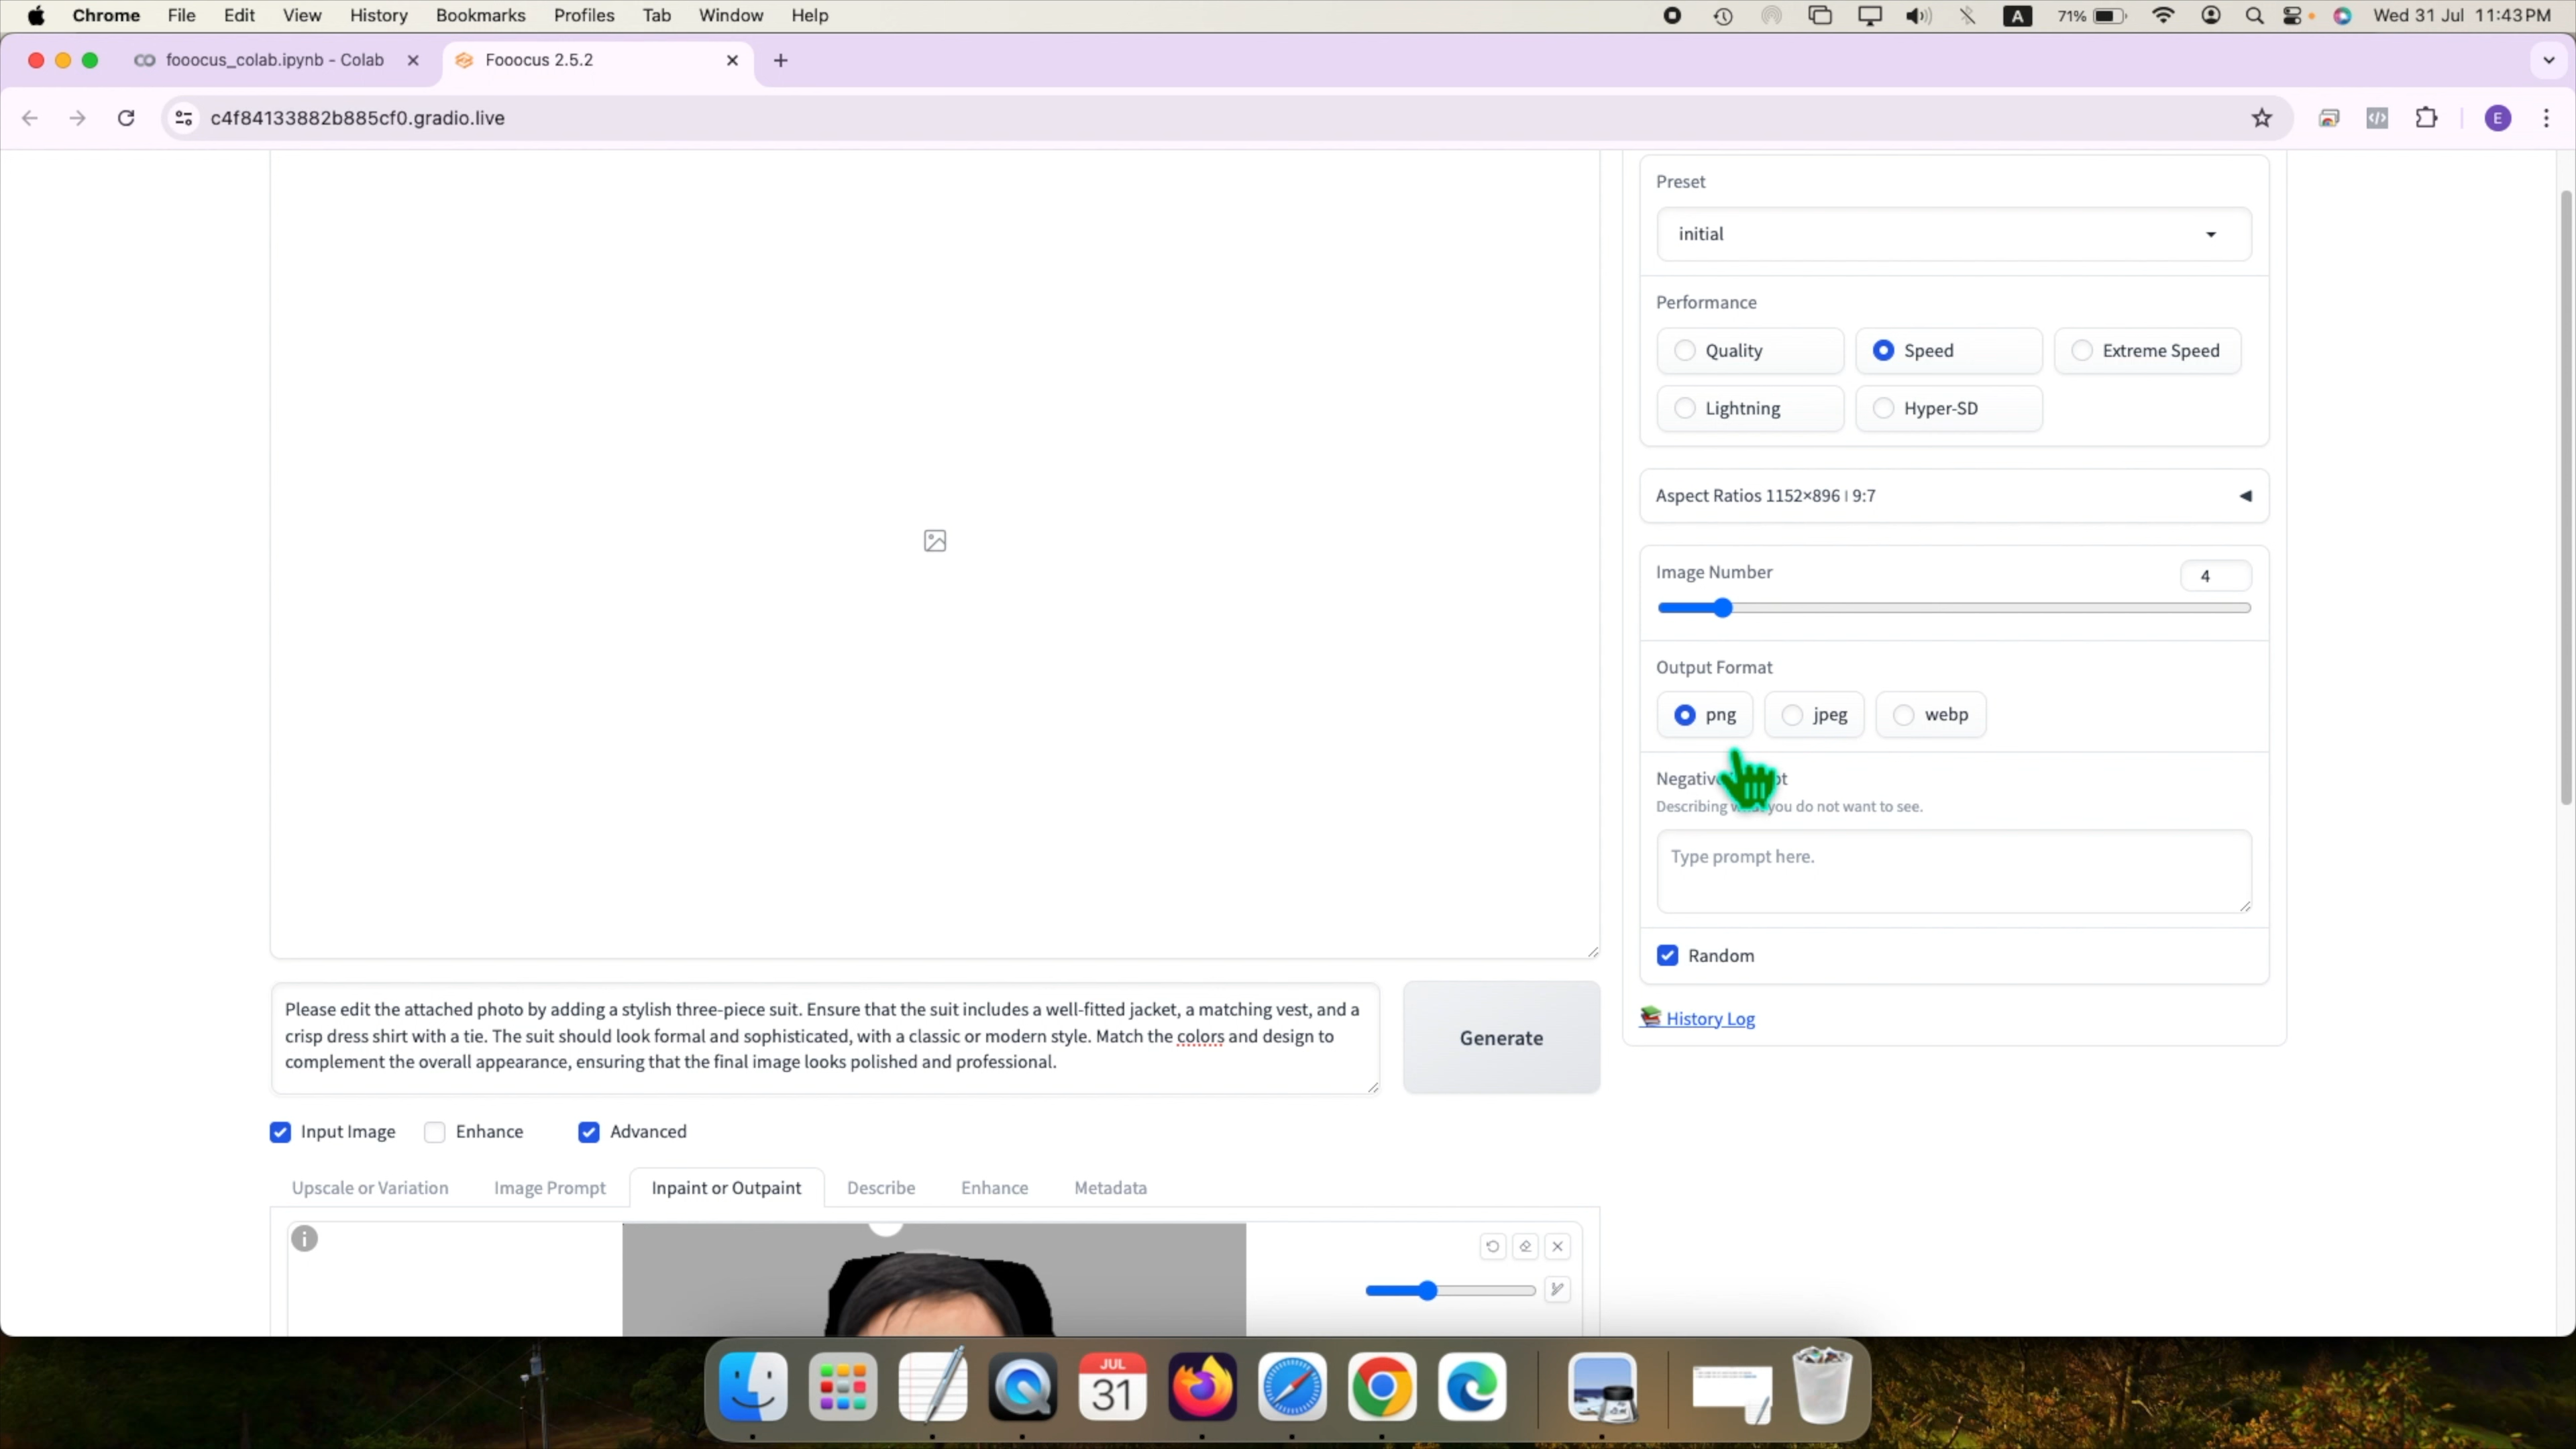 Chrome File Edit View History Bookmarks Profiles Tab Window Help A 71% Wed 31 Jul 11:43 PM
fooocus_colab.ipynb - Colab Fooocus 2.5.2
c4f84133882b885cf0.gradio.live E
Preset
initial
Performance
Quality Speed Extreme Speed
Lightning Hyper-SD
Aspect Ratios 1152×896 | 9:7
Image Number 4
Output Format
png jpeg webp
Describing you do not want to see.
Type prompt here.
Random
History Log
Please edit the attached photo by adding a stylish three-piece suit. Ensure that the suit includes a well-fitted jacket, a matching vest, and a
crisp dress shirt with a tie. The suit should look formal and sophisticated, with a classic or modern style. Match the colors and design to
complement the overall appearance, ensuring that the final image looks polished and professional.
Generate
Input Image Enhance Advanced
Upscale or Variation Image Prompt Inpaint or Outpaint Describe Enhance Metadata
JUL
31